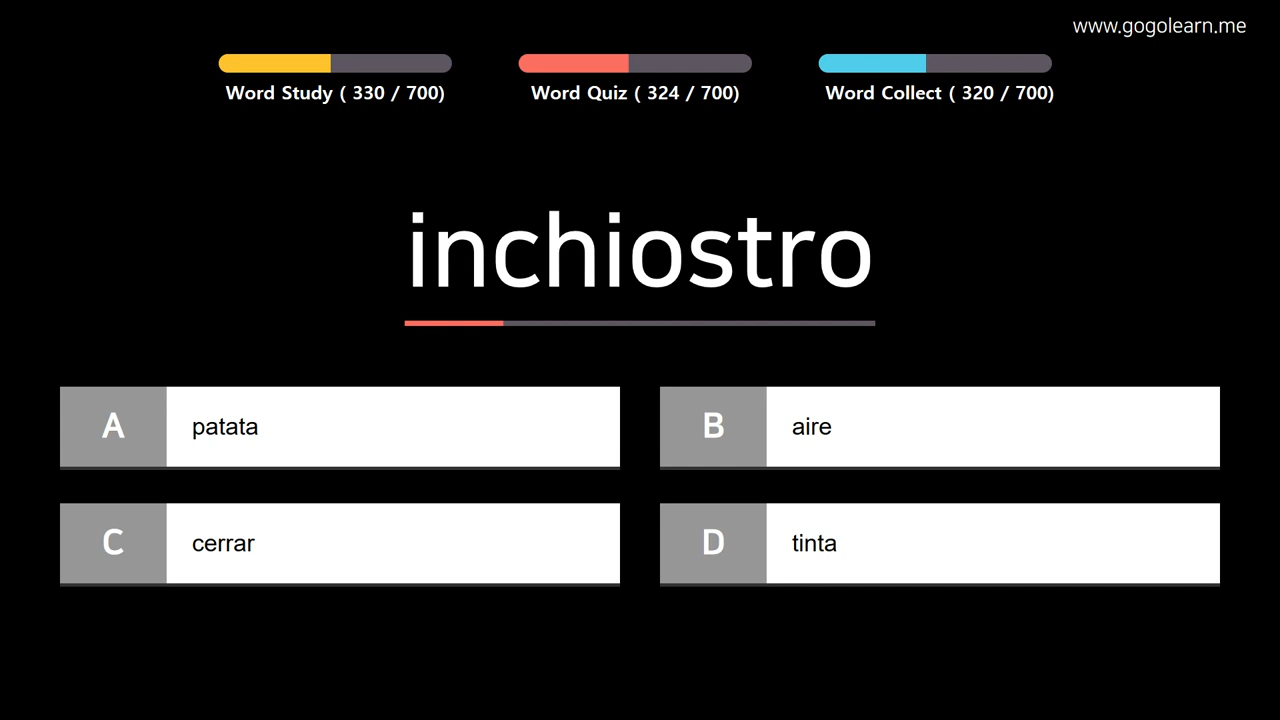 www.gogolearn.me
Word Study ( 330 / 700)
Word Quiz ( 324 / 700)
Word Collect ( 320 / 700)
inchiostro
A patata
B aire
C cerrar
D tinta